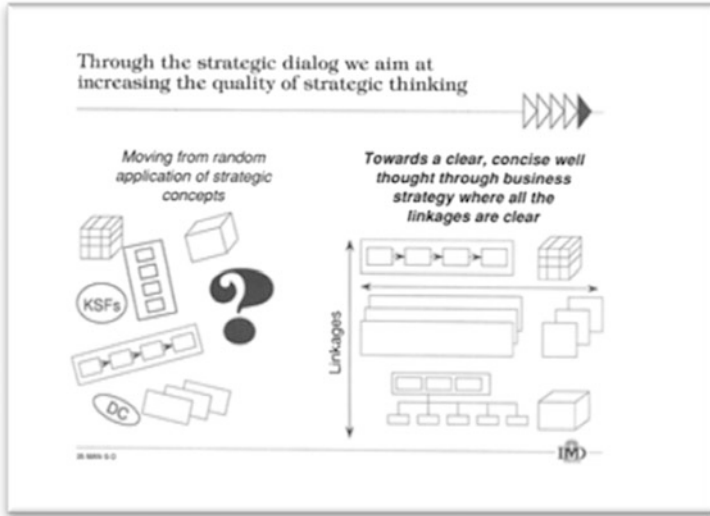 Through the strategic dialog we aim at
increasing the quality of strategic thinking
Moving from random
application of strategic
concepts
Towards a clear, concise well
thought through business
strategy where all the
linkages are clear
KSFs
DC
Linkages
IMD